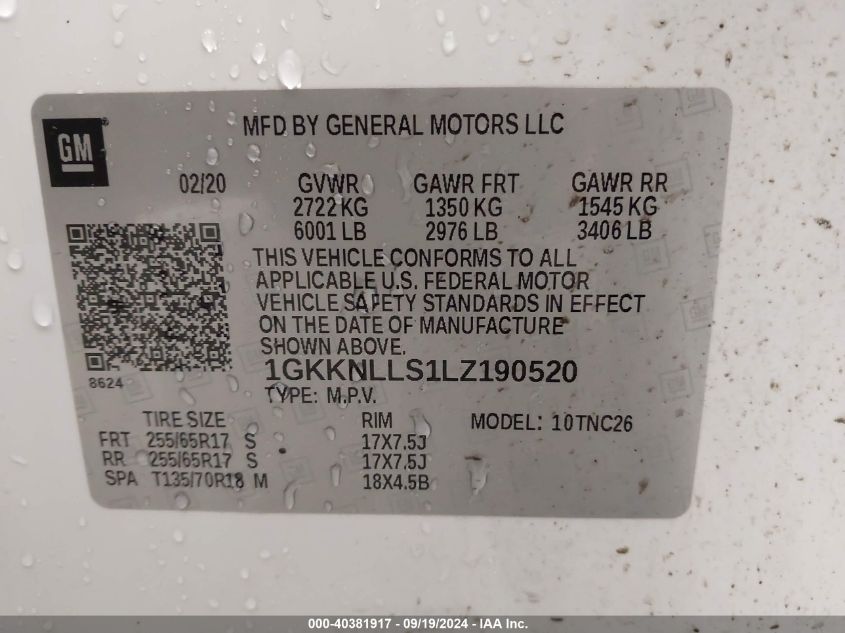 GM
MFD BY GENERAL MOTORS LLC
02/20 GVWR GAWR FRT GAWR RR
2722 KG 1350 KG 1545 KG
6001 LB 2976 LB 3406 LB
THIS VEHICLE CONFORMS TO ALL
APPLICABLE U.S. FEDERAL MOTOR
VEHICLE SAFETY STANDARDS IN EFFECT
ON THE DATE OF MANUFACTURE
SHOWN ABOVE.
8624
1GKKNLLS1LZ190520
TYPE: M.P.V.
TIRE SIZE RIM MODEL: 10TNC26
FRT 255/65R17 S 17X7.5J
RR 255/65R17 S 17X7.5J
SPA T135/70R18 M 18X4.5B
000-40381917 - 09/19/2024 - IAA Inc.